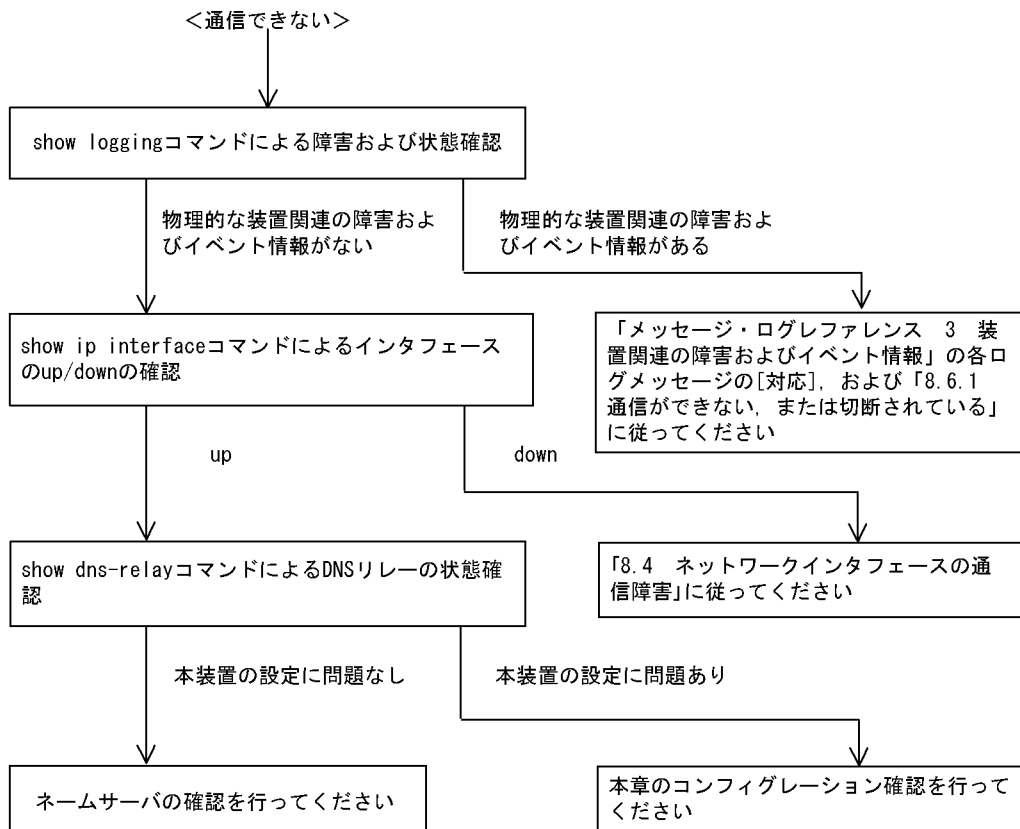 ＜通信できない＞
show loggingコマンドによる障害および状態確認
物理的な装置関連の障害およ
びイベント情報がない
物理的な装置関連の障害およ
びイベント情報がある
show ip interfaceコマンドによるインタフェース
のup/downの確認
「メッセージ・ログレファレンス　3　装
置関連の障害およびイベント情報」の各ロ
グメッセージの[対応]，および「8.6.1
通信ができない，または切断されている」
に従ってください
up
down
show dns-relayコマンドによるDNSリレーの状態確
認
「8.4　ネットワークインタフェースの通
信障害」に従ってください
本装置の設定に問題なし
本装置の設定に問題あり
ネームサーバの確認を行ってください
本章のコンフィグレーション確認を行って
ください